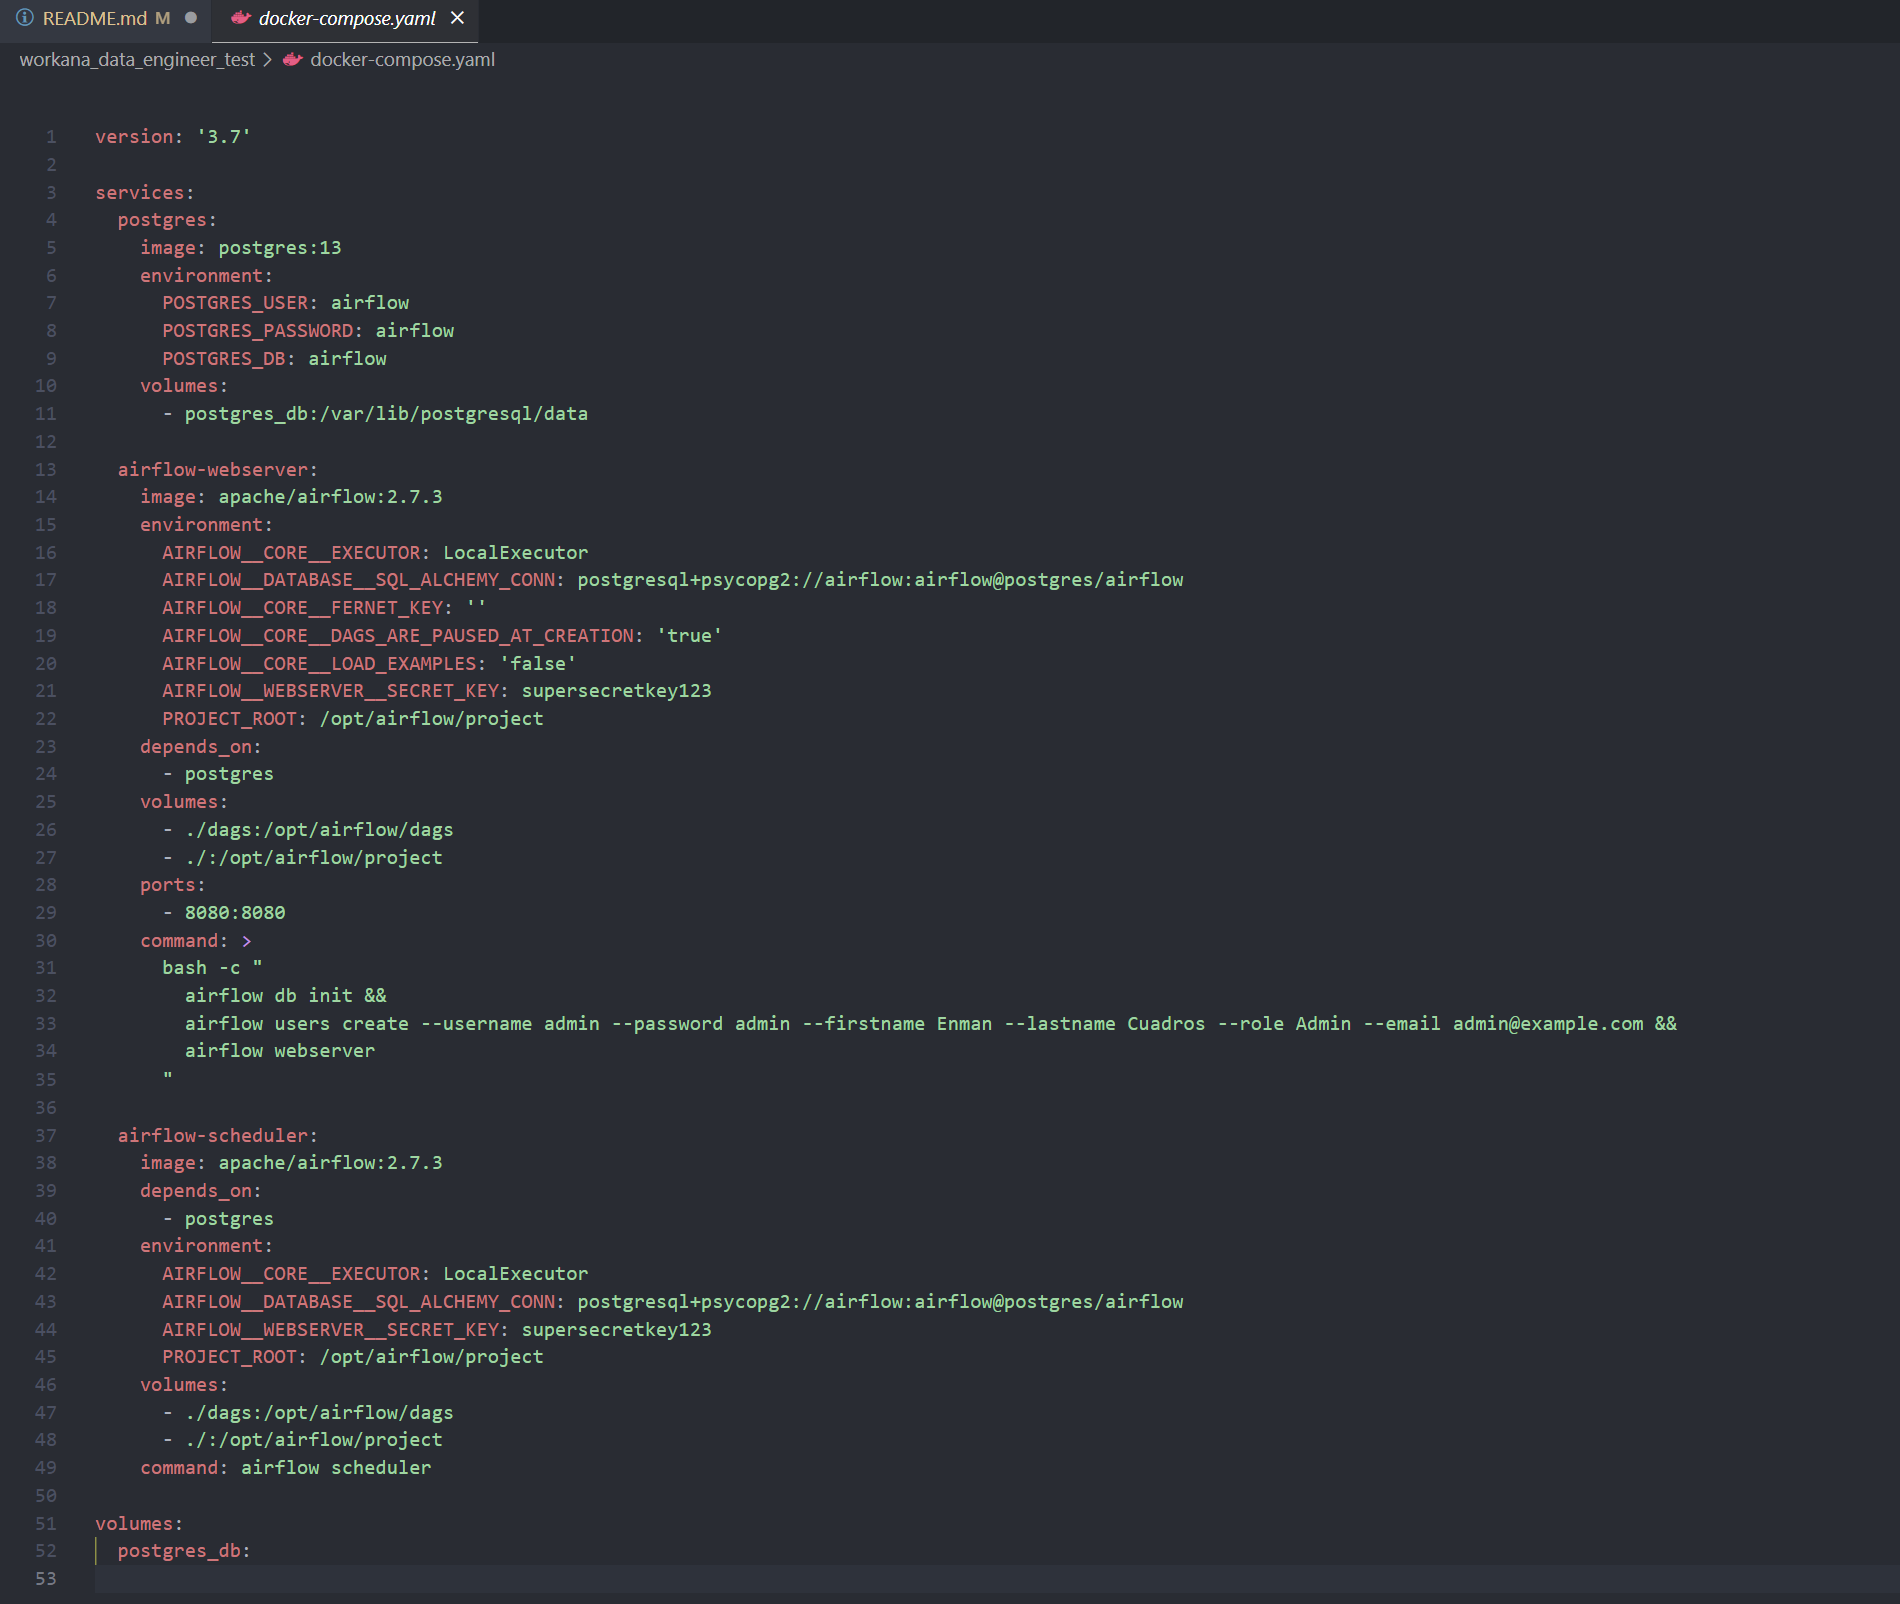 README.md M
docker-compose.yaml
workana_data_engineer_test > docker-compose.yaml
1 version: '3.7'
2
3 services:
4   postgres:
5     image: postgres:13
6     environment:
7       POSTGRES_USER: airflow
8       POSTGRES_PASSWORD: airflow
9       POSTGRES_DB: airflow
10     volumes:
11       - postgres_db:/var/lib/postgresql/data
12
13   airflow-webserver:
14     image: apache/airflow:2.7.3
15     environment:
16       AIRFLOW__CORE__EXECUTOR: LocalExecutor
17       AIRFLOW__DATABASE__SQL_ALCHEMY_CONN: postgresql+psycopg2://airflow:airflow@postgres/airflow
18       AIRFLOW__CORE__FERNET_KEY: ''
19       AIRFLOW__CORE__DAGS_ARE_PAUSED_AT_CREATION: 'true'
20       AIRFLOW__CORE__LOAD_EXAMPLES: 'false'
21       AIRFLOW__WEBSERVER__SECRET_KEY: supersecretkey123
22       PROJECT_ROOT: /opt/airflow/project
23     depends_on:
24       - postgres
25     volumes:
26       - ./dags:/opt/airflow/dags
27       - ./:/opt/airflow/project
28     ports:
29       - 8080:8080
30     command: >
31       bash -c "
32         airflow db init &&
33         airflow users create --username admin --password admin --firstname Enman --lastname Cuadros --role Admin --email admin@example.com &&
34         airflow webserver
35       "
36
37   airflow-scheduler:
38     image: apache/airflow:2.7.3
39     depends_on:
40       - postgres
41     environment:
42       AIRFLOW__CORE__EXECUTOR: LocalExecutor
43       AIRFLOW__DATABASE__SQL_ALCHEMY_CONN: postgresql+psycopg2://airflow:airflow@postgres/airflow
44       AIRFLOW__WEBSERVER__SECRET_KEY: supersecretkey123
45       PROJECT_ROOT: /opt/airflow/project
46     volumes:
47       - ./dags:/opt/airflow/dags
48       - ./:/opt/airflow/project
49     command: airflow scheduler
50
51 volumes:
52   postgres_db:
53